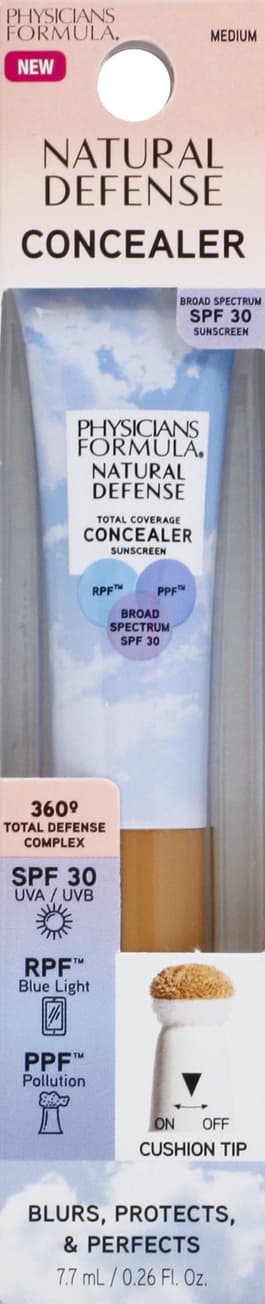 PHYSICIANS
FORMULA®
MEDIUM
NEW
NATURAL
DEFENSE
CONCEALER
BROAD SPECTRUM
SPF 30
SUNSCREEN
PHYSICIANS
FORMULA®
NATURAL
DEFENSE
TOTAL COVERAGE
CONCEALER
SUNSCREEN
RPF™ PPF™
BROAD
SPECTRUM
SPF 30
360º
TOTAL DEFENSE
COMPLEX
SPF 30
UVA / UVB
RPF™
Blue Light
PPF™
Pollution
ON OFF
CUSHION TIP
BLURS, PROTECTS,
& PERFECTS
7.7 mL / 0.26 Fl. Oz.